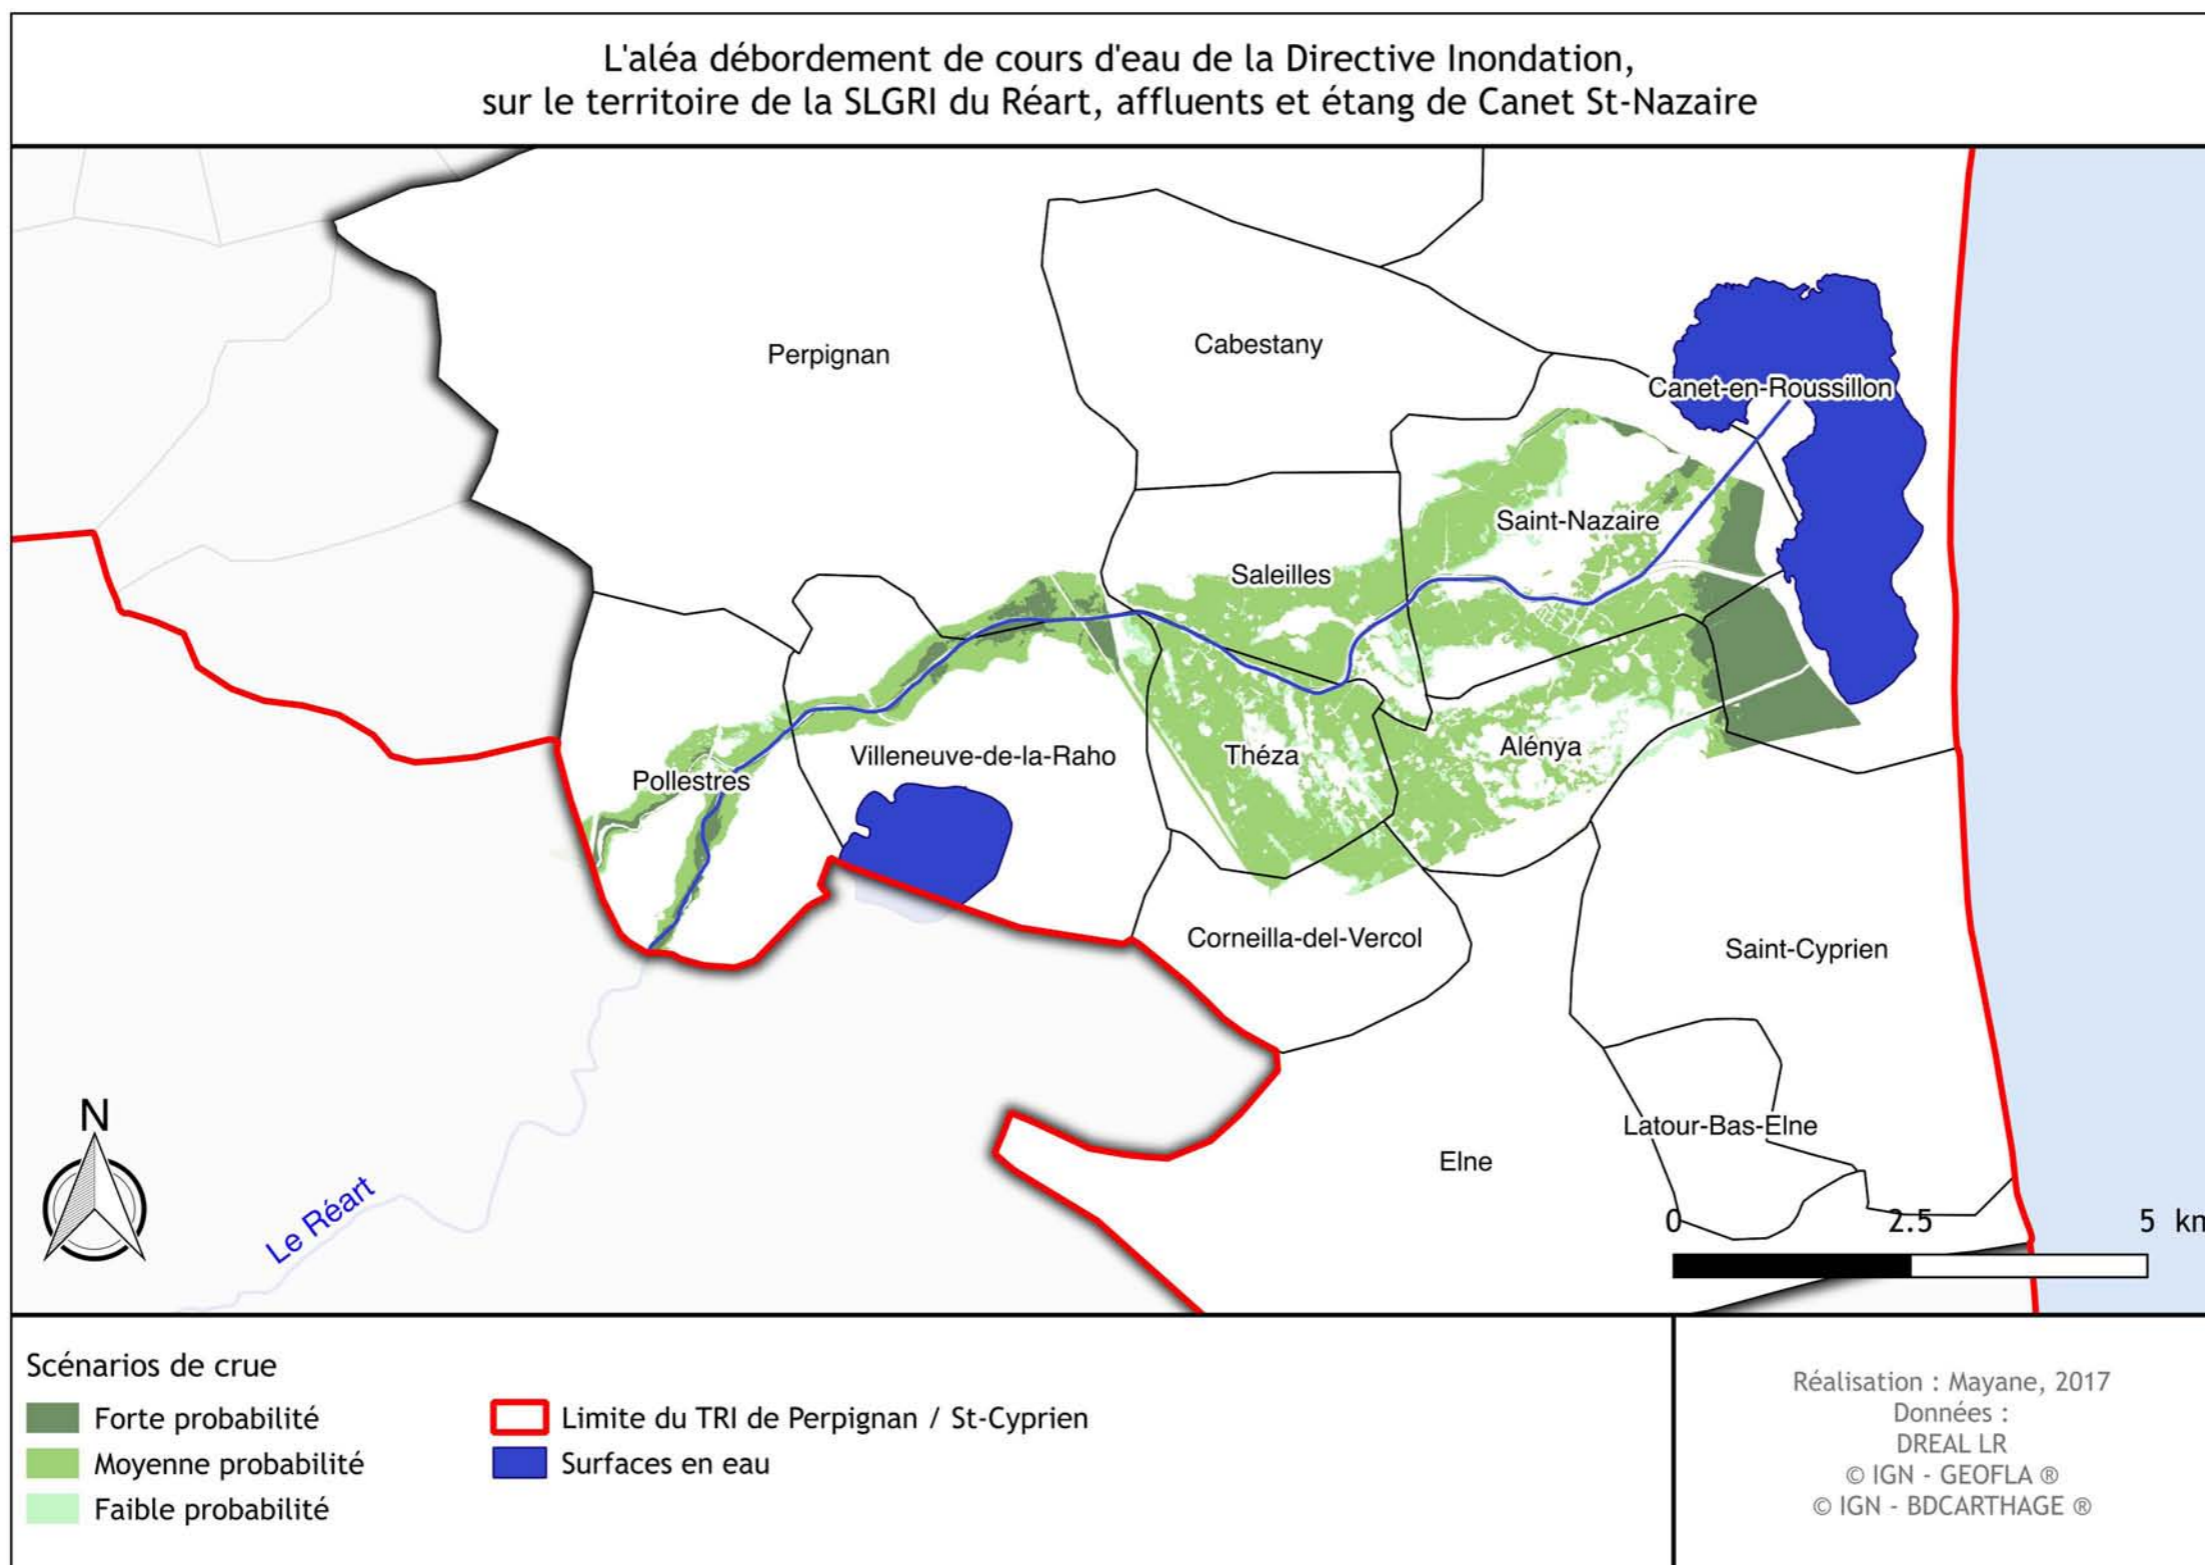 L'aléa débordement de cours d'eau de la Directive Inondation,
sur le territoire de la SLGRI du Réart, affluents et étang de Canet St-Nazaire
Perpignan
Cabestany
Canet-en-Roussillon
Saint-Nazaire
Saleilles
Villeneuve-de-la-Raho
Théza
Alénya
Pollestres
Corneilla-del-Vercol
Saint-Cyprien
Latour-Bas-Elne
Elne
N
Le Réart
0 2.5 5 km
Scénarios de crue
Forte probabilité
Moyenne probabilité
Faible probabilité
Limite du TRI de Perpignan / St-Cyprien
Surfaces en eau
Réalisation : Mayane, 2017
Données :
DREAL LR
© IGN - GEOFLA ®
© IGN - BDCARTHAGE ®